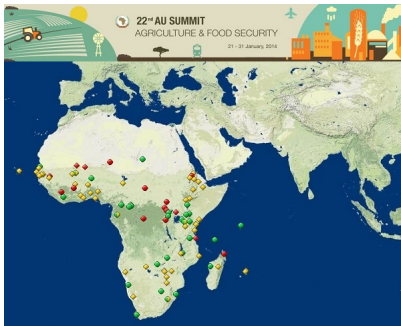 22nd AU SUMMIT
AGRICULTURE & FOOD SECURITY
21 - 31 January, 2014